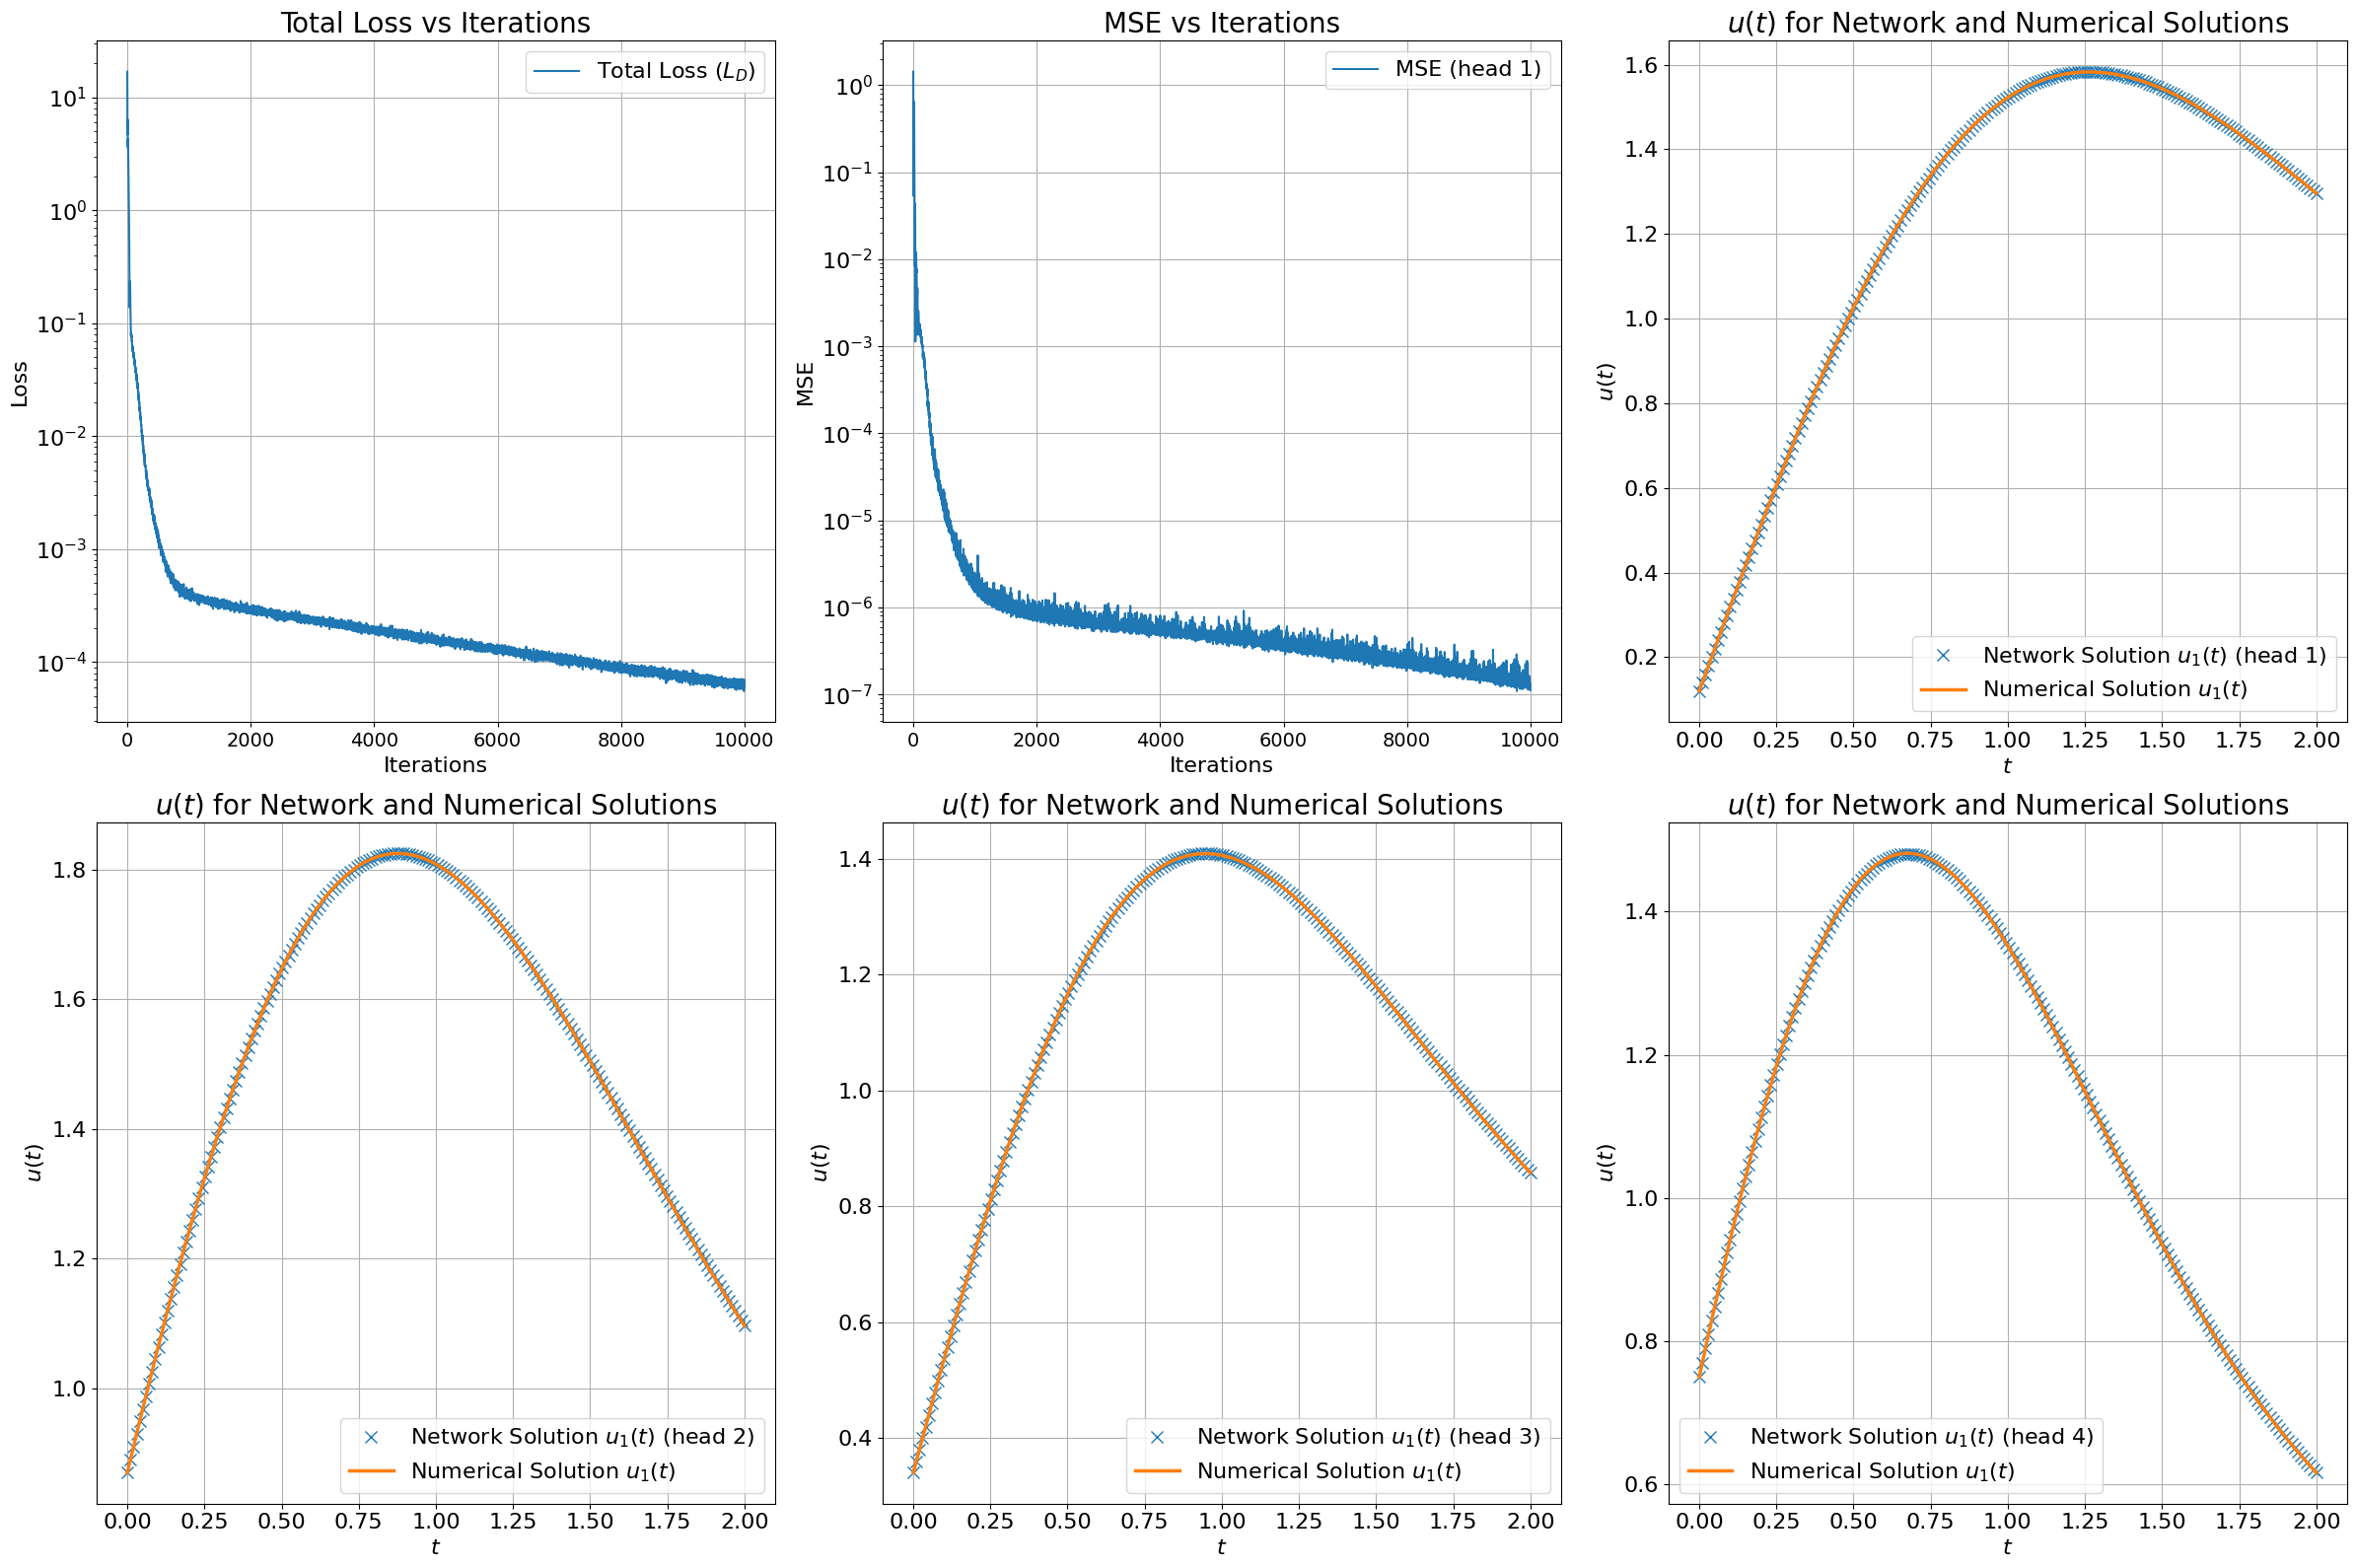 Total Loss vs Iterations
Total Loss (L_D)
10^1
10^0
10^-1
10^-2
10^-3
10^-4
Loss
0 2000 4000 6000 8000 10000
Iterations
MSE vs Iterations
MSE (head 1)
10^0
10^-1
10^-2
10^-3
10^-4
10^-5
10^-6
10^-7
MSE
0 2000 4000 6000 8000 10000
Iterations
u(t) for Network and Numerical Solutions
1.6
1.4
1.2
1.0
0.8
0.6
0.4
0.2
u(t)
Network Solution u_1(t) (head 1)
Numerical Solution u_1(t)
0.00 0.25 0.50 0.75 1.00 1.25 1.50 1.75 2.00
t
u(t) for Network and Numerical Solutions
1.8
1.6
1.4
1.2
1.0
u(t)
Network Solution u_1(t) (head 2)
Numerical Solution u_1(t)
0.00 0.25 0.50 0.75 1.00 1.25 1.50 1.75 2.00
t
u(t) for Network and Numerical Solutions
1.4
1.2
1.0
0.8
0.6
0.4
u(t)
Network Solution u_1(t) (head 3)
Numerical Solution u_1(t)
0.00 0.25 0.50 0.75 1.00 1.25 1.50 1.75 2.00
t
u(t) for Network and Numerical Solutions
1.4
1.2
1.0
0.8
0.6
u(t)
Network Solution u_1(t) (head 4)
Numerical Solution u_1(t)
0.00 0.25 0.50 0.75 1.00 1.25 1.50 1.75 2.00
t